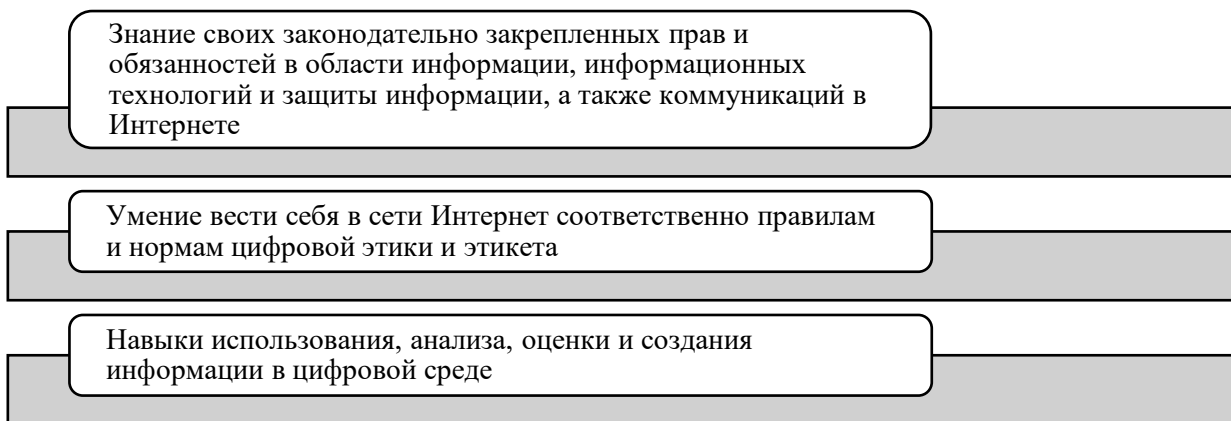 Знание своих законодательно закрепленных прав и
обязанностей в области информации, информационных
технологий и защиты информации, а также коммуникаций в
Интернете
Умение вести себя в сети Интернет соответственно правилам
и нормам цифровой этики и этикета
Навыки использования, анализа, оценки и создания
информации в цифровой среде